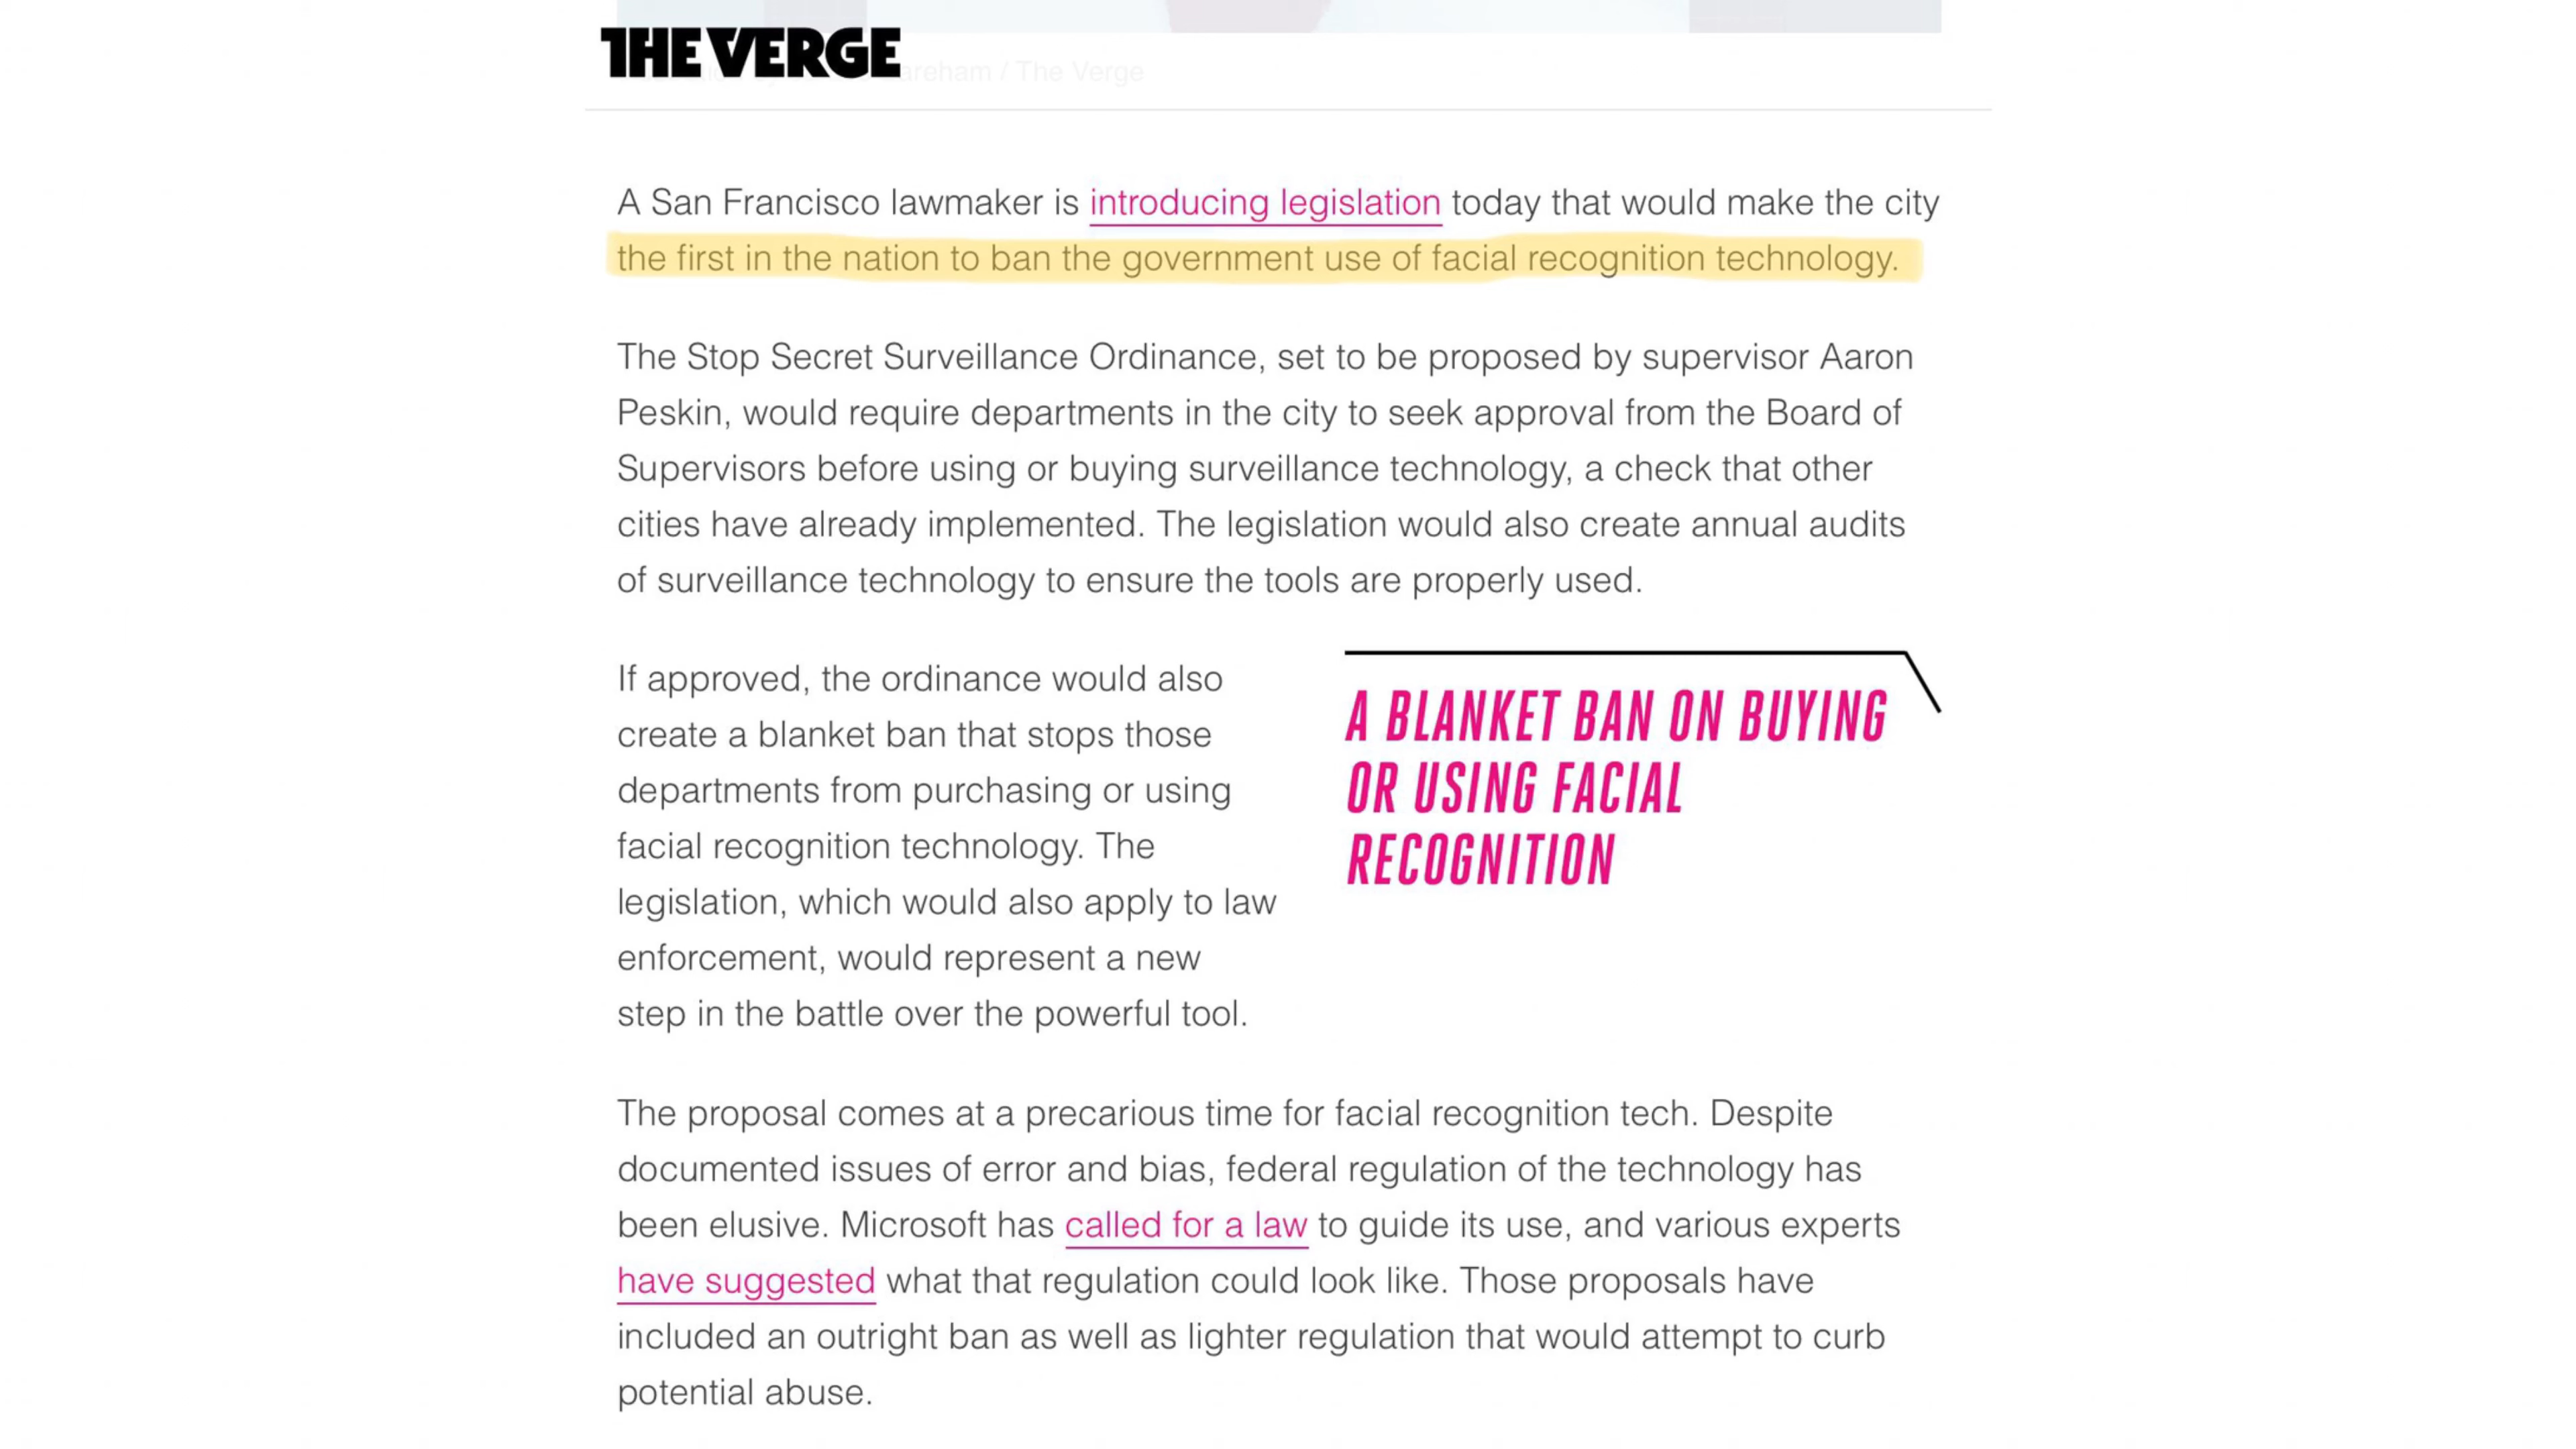 THE VERGE
areham / The Verge
A San Francisco lawmaker is introducing legislation today that would make the city
the first in the nation to ban the government use of facial recognition technology.
The Stop Secret Surveillance Ordinance, set to be proposed by supervisor Aaron
Peskin, would require departments in the city to seek approval from the Board of
Supervisors before using or buying surveillance technology, a check that other
cities have already implemented. The legislation would also create annual audits
of surveillance technology to ensure the tools are properly used.
If approved, the ordinance would also
create a blanket ban that stops those
departments from purchasing or using
facial recognition technology. The
legislation, which would also apply to law
enforcement, would represent a new
step in the battle over the powerful tool.
A BLANKET BAN ON BUYING
OR USING FACIAL
RECOGNITION
The proposal comes at a precarious time for facial recognition tech. Despite
documented issues of error and bias, federal regulation of the technology has
been elusive. Microsoft has called for a law to guide its use, and various experts
have suggested what that regulation could look like. Those proposals have
included an outright ban as well as lighter regulation that would attempt to curb
potential abuse.